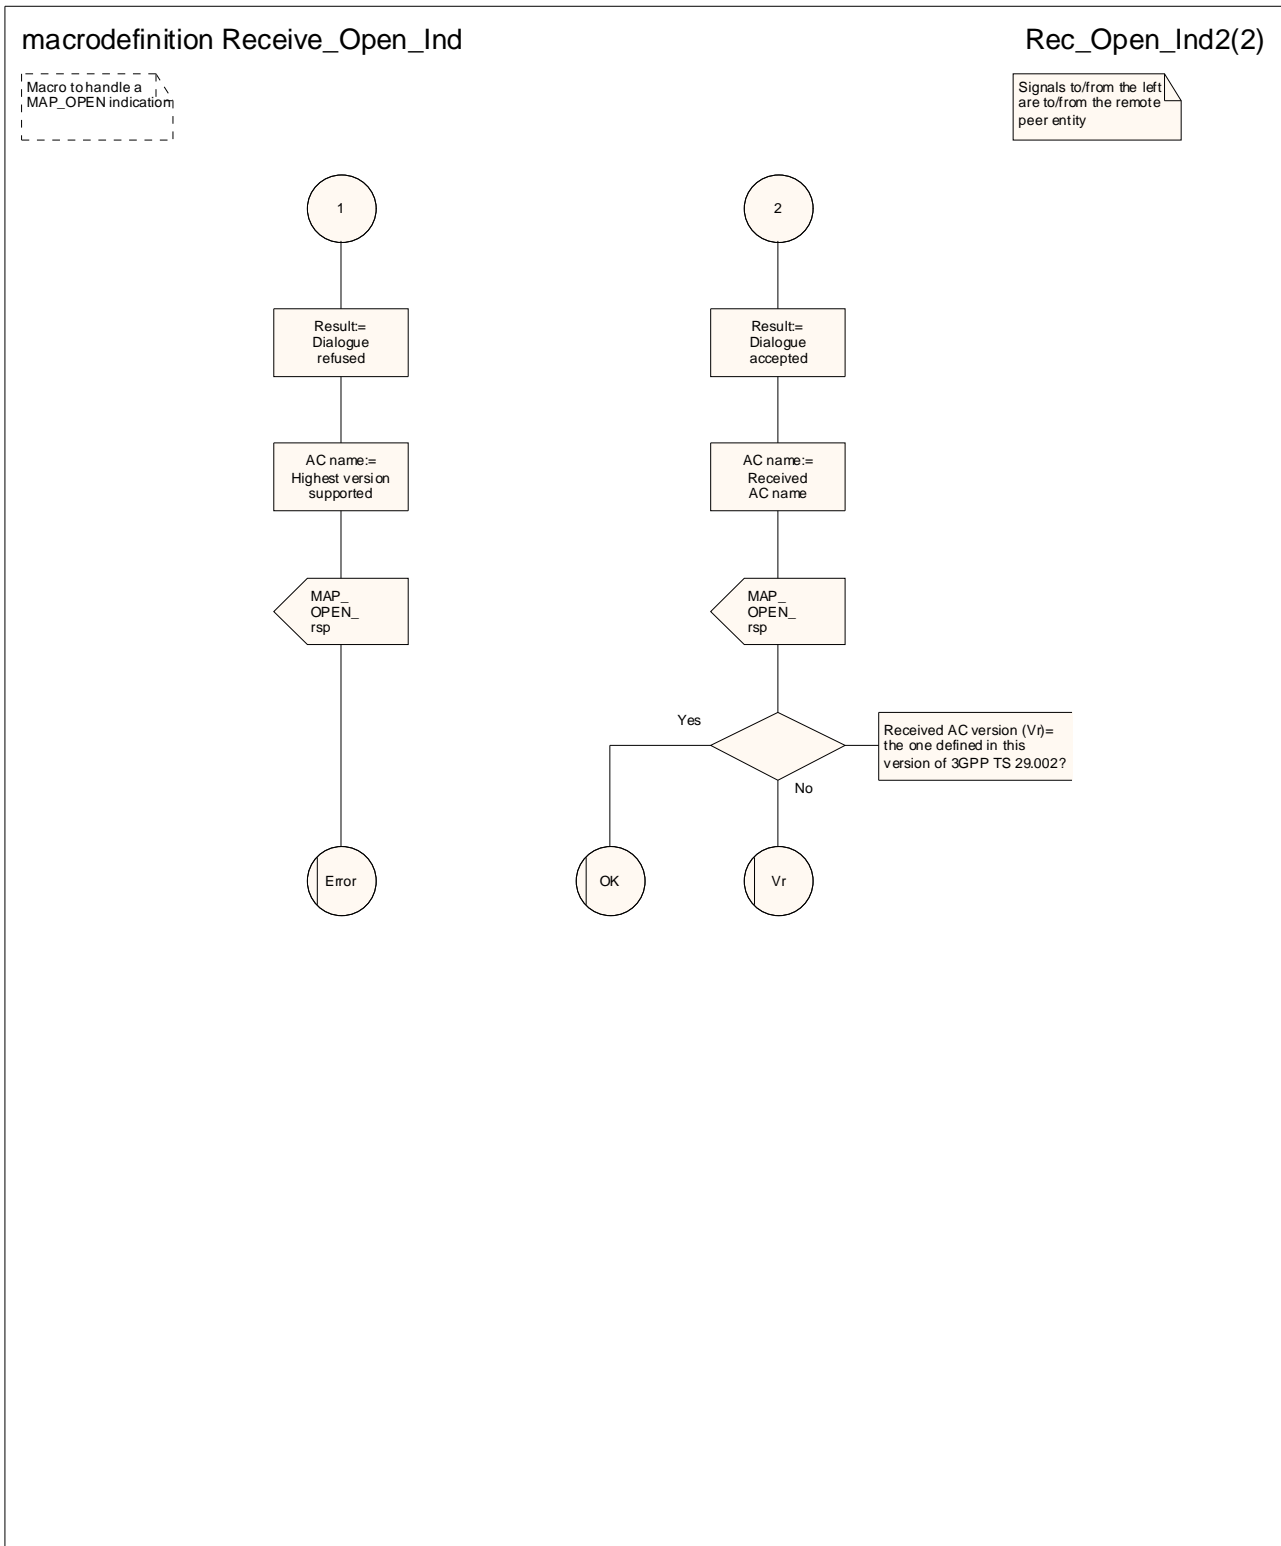 macrodefinition Receive_Open_Ind
Rec_Open_Ind2(2)
Macro to handle a
MAP_OPEN indication
Signals to/from the left
are to/from the remote
peer entity
1
2
Result:=
Dialogue
refused
Result:=
Dialogue
accepted
AC name:=
Highest version
supported
AC name:=
Received
AC name
MAP_
OPEN_
rsp
MAP_
OPEN_
rsp
Yes
Received AC version (Vr)=
the one defined in this
version of 3GPP TS 29.002?
No
Error
OK
Vr